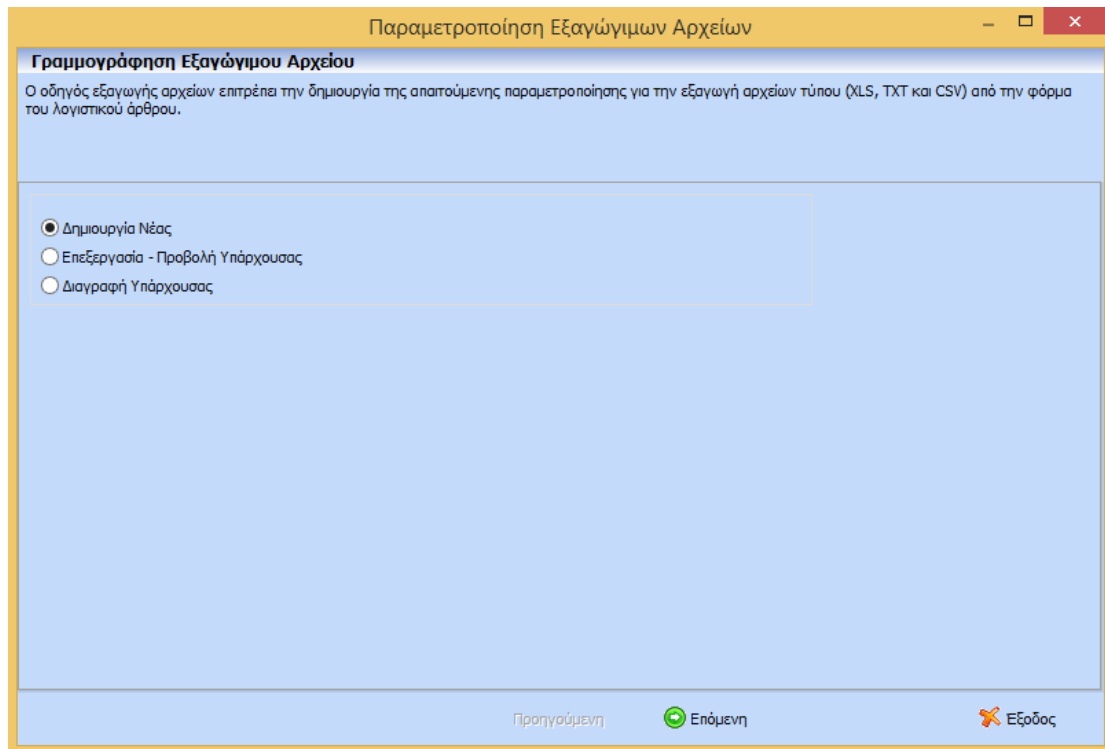 Παραμετροποίηση Εξαγώγιμων Αρχείων
Γραμμογράφηση Εξαγώγιμου Αρχείου
Ο οδηγός εξαγωγής αρχείων επιτρέπει την δημιουργία της απαιτούμενης παραμετροποίησης για την εξαγωγή αρχείων τύπου (XLS, TXT και CSV) από την φόρμα
του λογιστικού άρθρου.
Δημιουργία Νέας
Επεξεργασία - Προβολή Υπάρχουσας
Διαγραφή Υπάρχουσας
Προηγούμενη Επόμενη Έξοδος